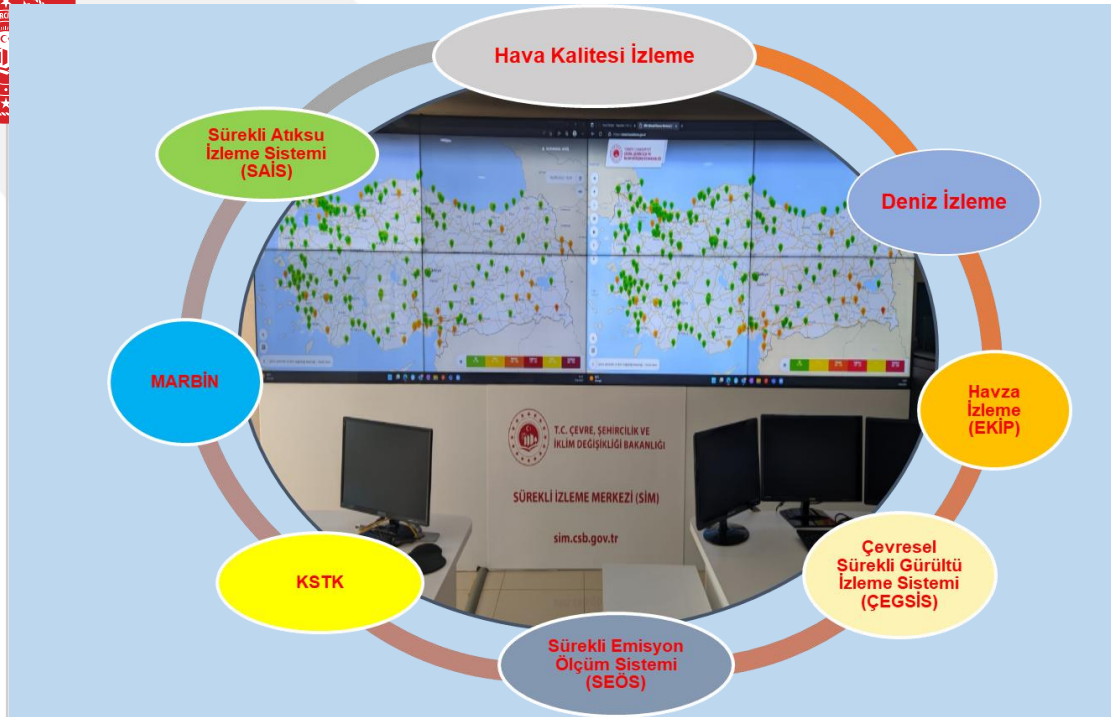 Hava Kalitesi İzleme
Sürekli Atıksu
İzleme Sistemi
(SAİS)
Deniz İzleme
MARBİN
Havza
İzleme
(EKİP)
T.C. ÇEVRE, ŞEHİRCİLİK VE
İKLİM DEĞİŞİKLİĞİ BAKANLIĞI
SÜREKLİ İZLEME MERKEZİ (SİM)
sim.csb.gov.tr
KSTK
Çevresel
Sürekli Gürültü
İzleme Sistemi
(ÇEGSİS)
Sürekli Emisyon
Ölçüm Sistemi
(SEÖS)